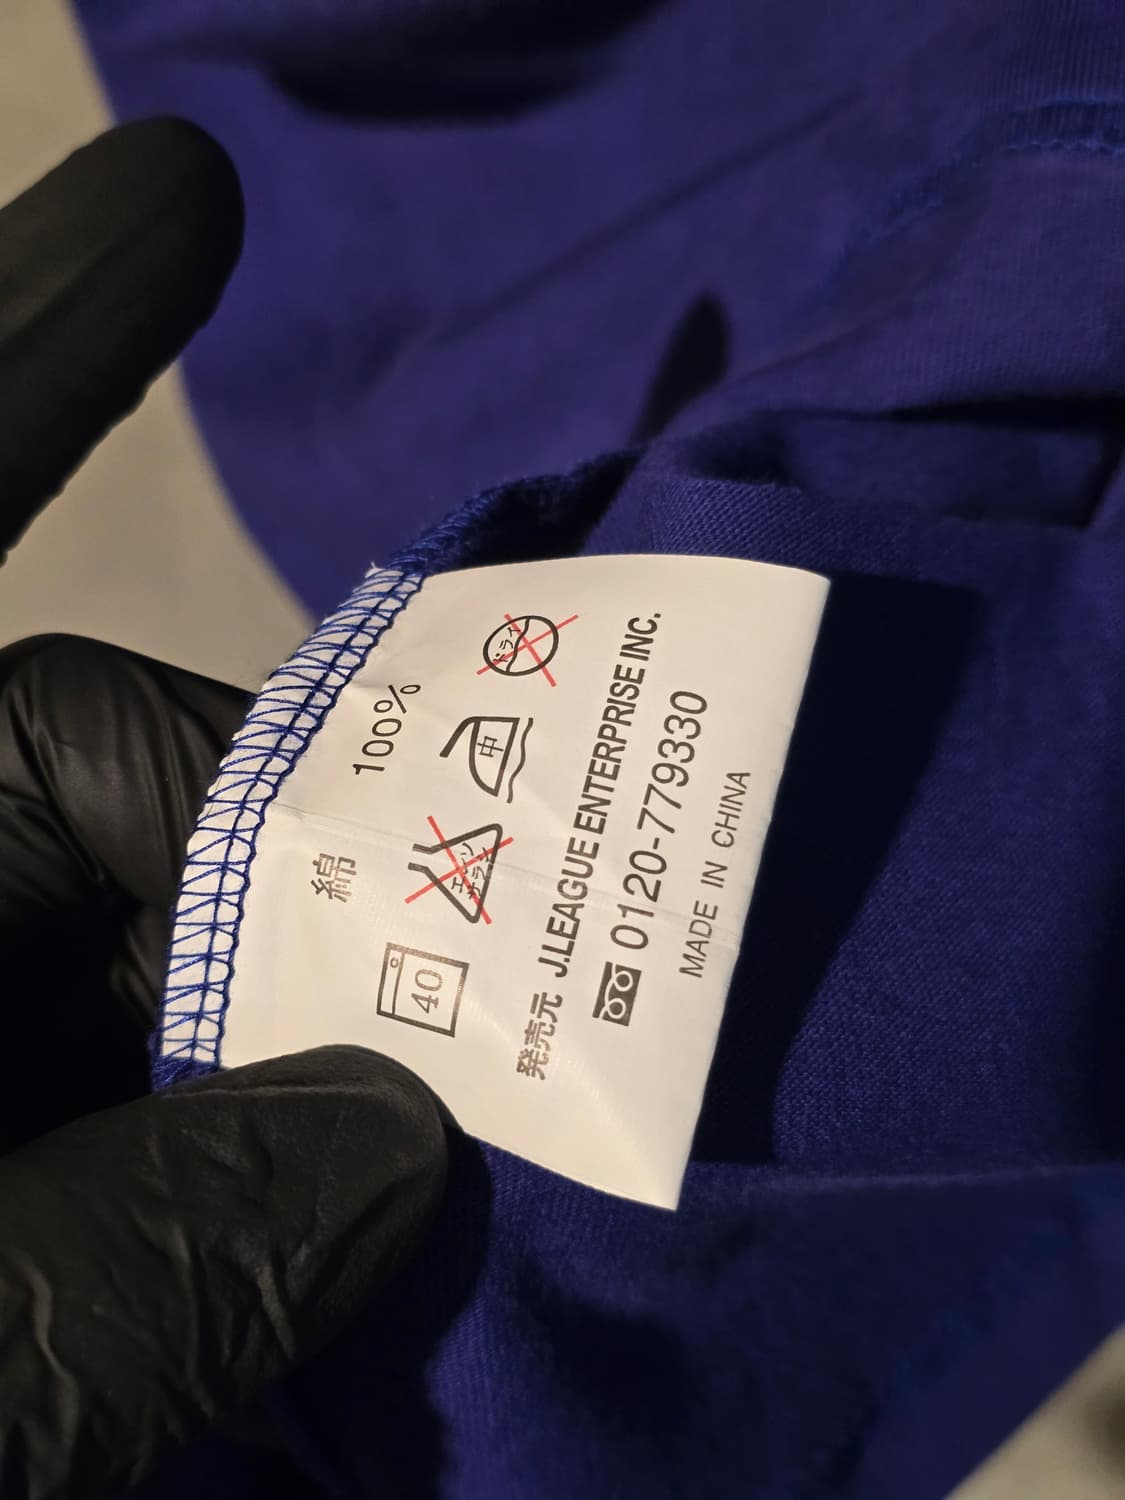 綿 100%
40 エンソサラシ 中 ドライ
発売元 J.LEAGUE ENTERPRISE INC.
0120-779330
MADE IN CHINA